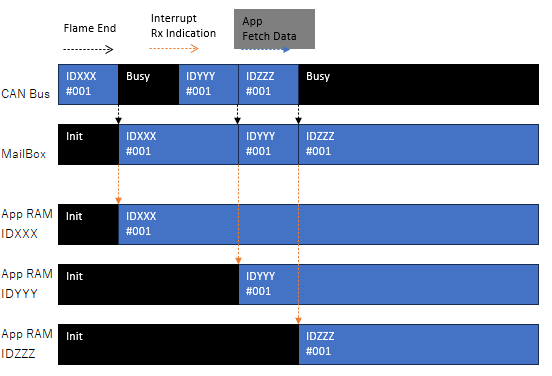 Flame End
Interrupt
Rx Indication
App
Fetch Data
CAN Bus
IDXXX
#001
Busy
IDYYY
#001
IDZZZ
#001
Busy
MailBox
Init
IDXXX
#001
IDYYY
#001
IDZZZ
#001
App RAM
IDXXX
Init
IDXXX
#001
App RAM
IDYYY
Init
IDYYY
#001
App RAM
IDZZZ
Init
IDZZZ
#001